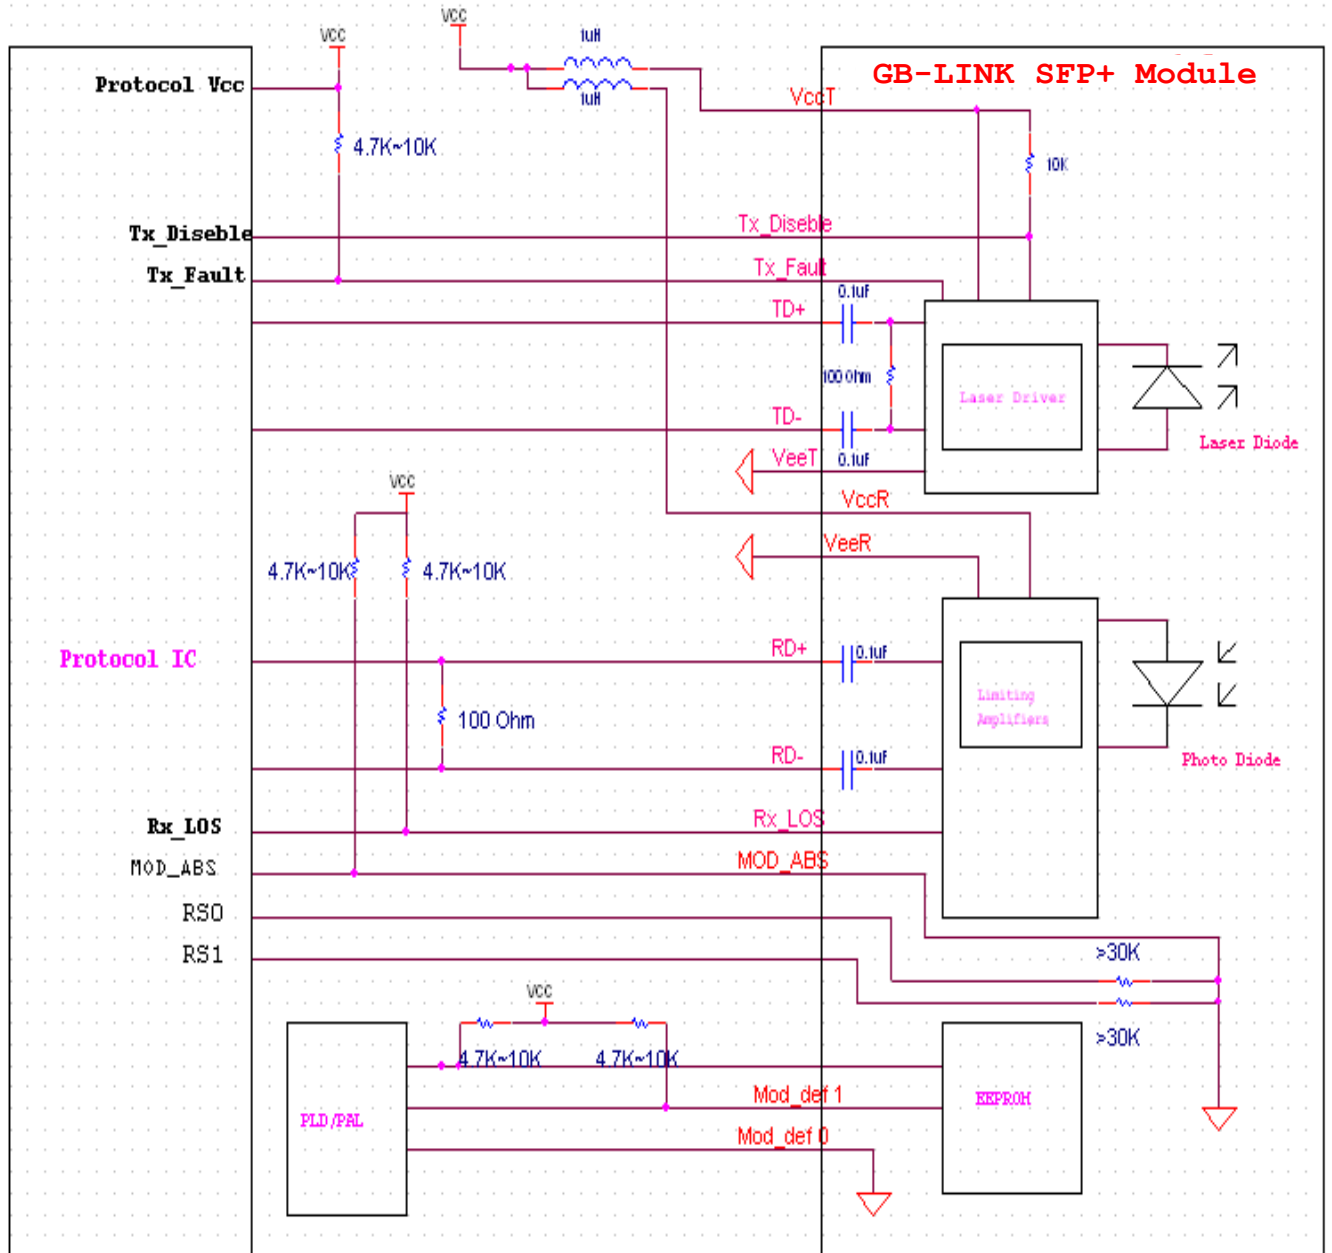 VCC
VCC
1uH
GB-LINK SFP+ Module
Protocol Vcc
1uH
VccT
4.7K~10K
10K
Tx_Diseble
Tx_Diseble
Tx_Fault
Tx_Fault
0.1uF
TD+
100 Ohm
Laser Driver
TD-
Laser Diode
VeeT
0.1uF
VCC
VccR
VeeR
4.7K~10K
4.7K~10K
Protocol IC
RD+
0.1uF
Limiting
Amplifiers
100 Ohm
RD-
0.1uF
Photo Diode
Rx_LOS
Rx_LOS
MOD_ABS
MOD_ABS
RS0
RS1
>30K
VCC
>30K
4.7K~10K
4.7K~10K
Mod_def 1
EEPROM
PLD/PAL
Mod_def 0